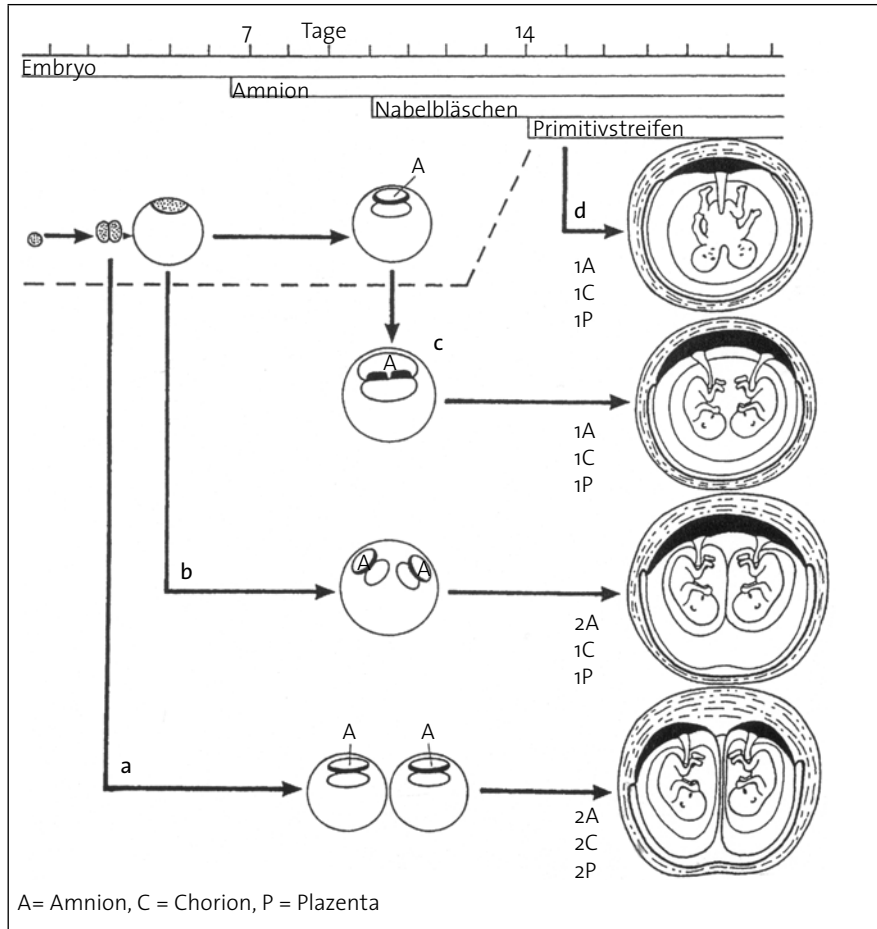 7 Tage 14
Embryo
Amnion
Nabelbläschen
Primitivstreifen
A
d
1A
1C
1P
c
A
1A
1C
1P
b
A A
2A
1C
1P
a
A A
2A
2C
2P
A= Amnion, C = Chorion, P = Plazenta